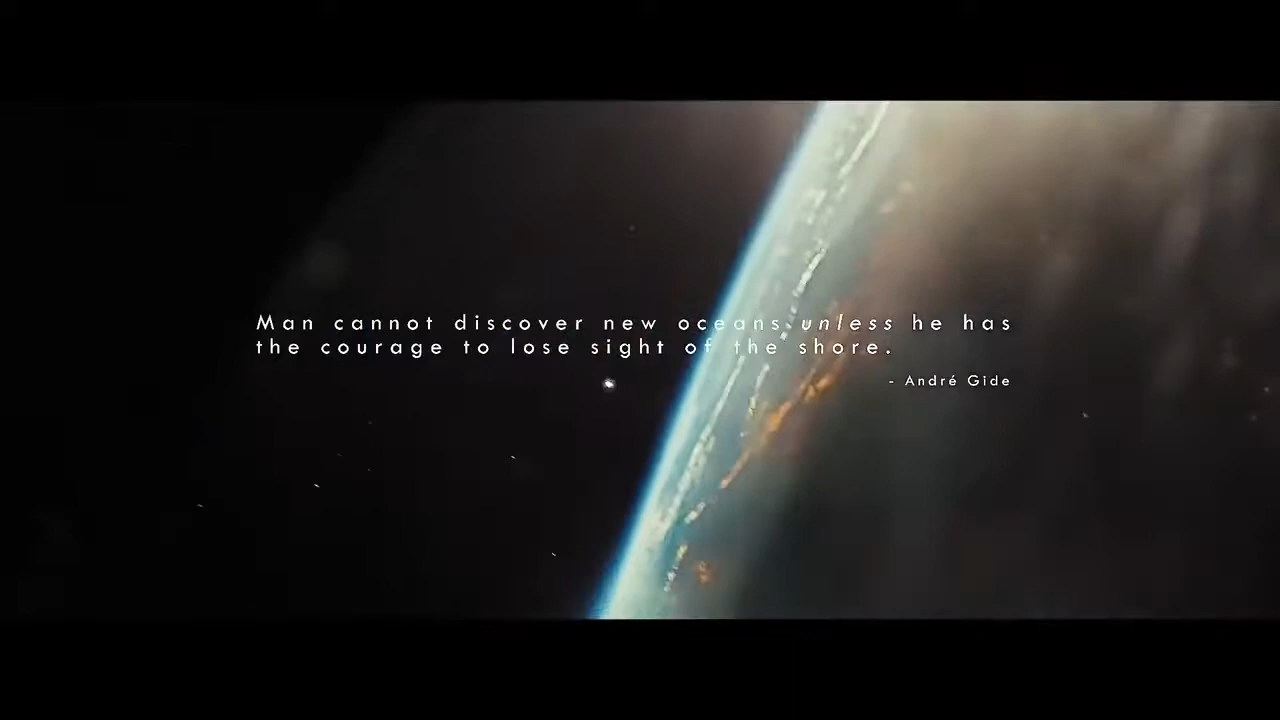 Man cannot discover new oceans unless he has
the courage to lose sight of the shore.
- André Gide